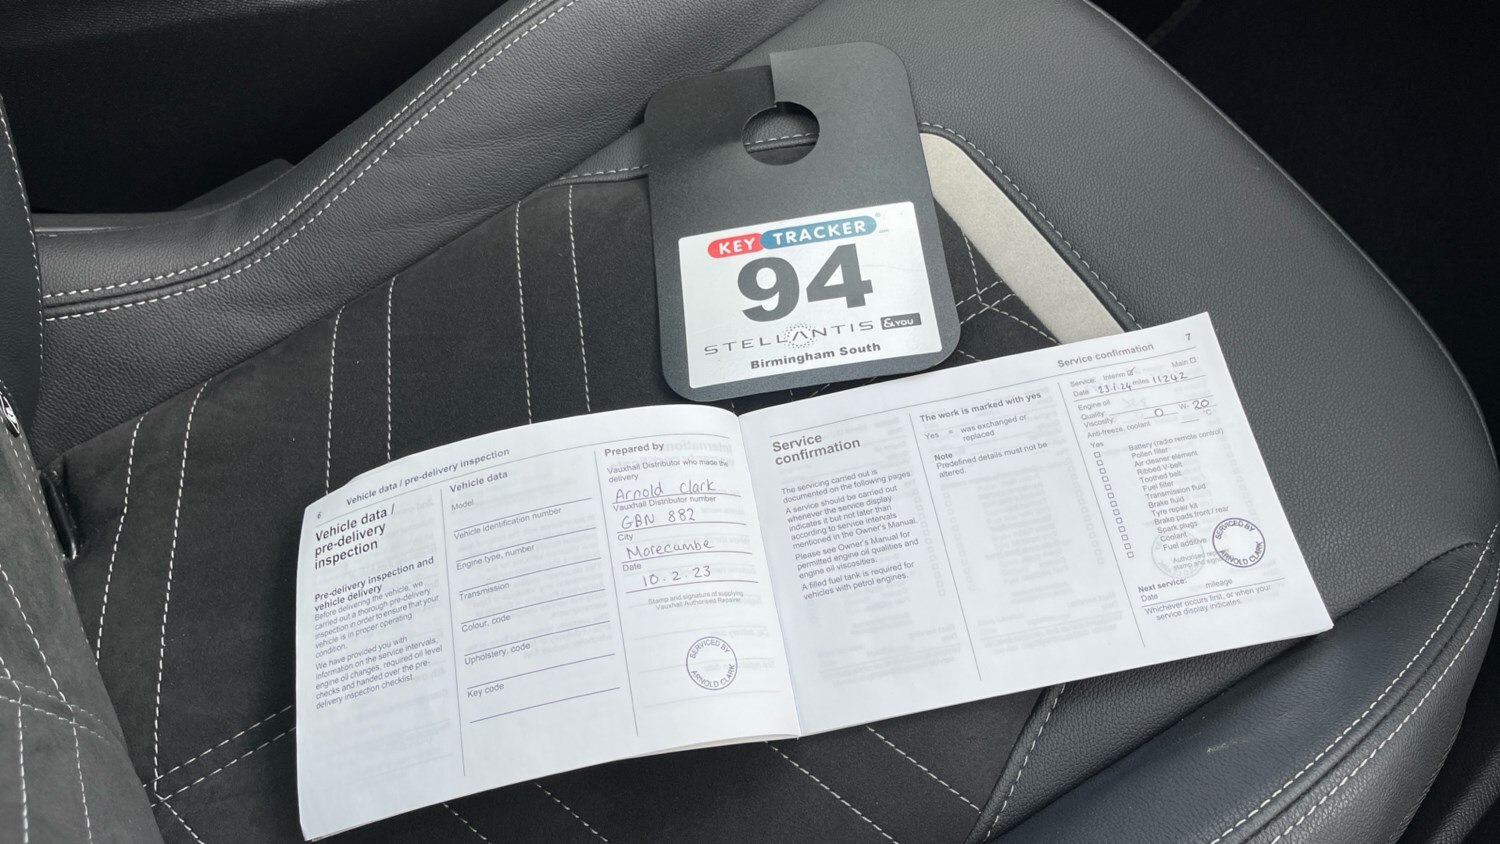 KEY TRACKER
94
STELLANTIS &YOU
Birmingham South
6 Vehicle data / pre-delivery inspection
Vehicle data /
pre-delivery
inspection
Pre-delivery inspection and
vehicle delivery
Before delivering the vehicle, we
carried out a thorough pre-delivery
inspection in order to ensure that your
vehicle is in proper operating
condition.
We have provided you with
information on the service intervals,
engine oil changes, required oil level
checks and handed over the pre-
delivery inspection checklist.
Vehicle data
Model
Vehicle identification number
Engine type, number
Transmission
Colour, code
Upholstery, code
Key code
Prepared by
Vauxhall Distributor who made the
delivery
Arnold Clark
Vauxhall Distributor number
GBN 882
City
Morecambe
Date
10.2.23
Stamp and signature of supplying
Vauxhall Authorised Repairer
SERVICED BY
ARNOLD CLARK
Service confirmation 7
Service
confirmation
The servicing carried out is
documented on the following pages.
A service should be carried out
whenever the service display
indicates it but not later than
according to service intervals
mentioned in the Owner's Manual.
Please see Owner's Manual for
permitted engine oil qualities and
engine oil viscosities.
A filled fuel tank is required for
vehicles with petrol engines.
The work is marked with yes
Yes = was exchanged or
replaced
Note
Predefined details must not be
altered.
Service: Interim Main
Date 23.1.24 miles 11242
Engine oil
Quality:
Viscosity: 0 W- 20
Anti-freeze, coolant °C
Yes
Battery (radio remote control)
Pollen filter
Air cleaner element
Ribbed V-belt
Toothed belt
Fuel filter
Transmission fluid
Brake fluid
Tyre repair kit
Brake pads front / rear
Spark plugs
Coolant
Fuel additive
SERVICED BY
ARNOLD CLARK
Next service:
Date mileage
Whichever occurs first, or when your
service display indicates.